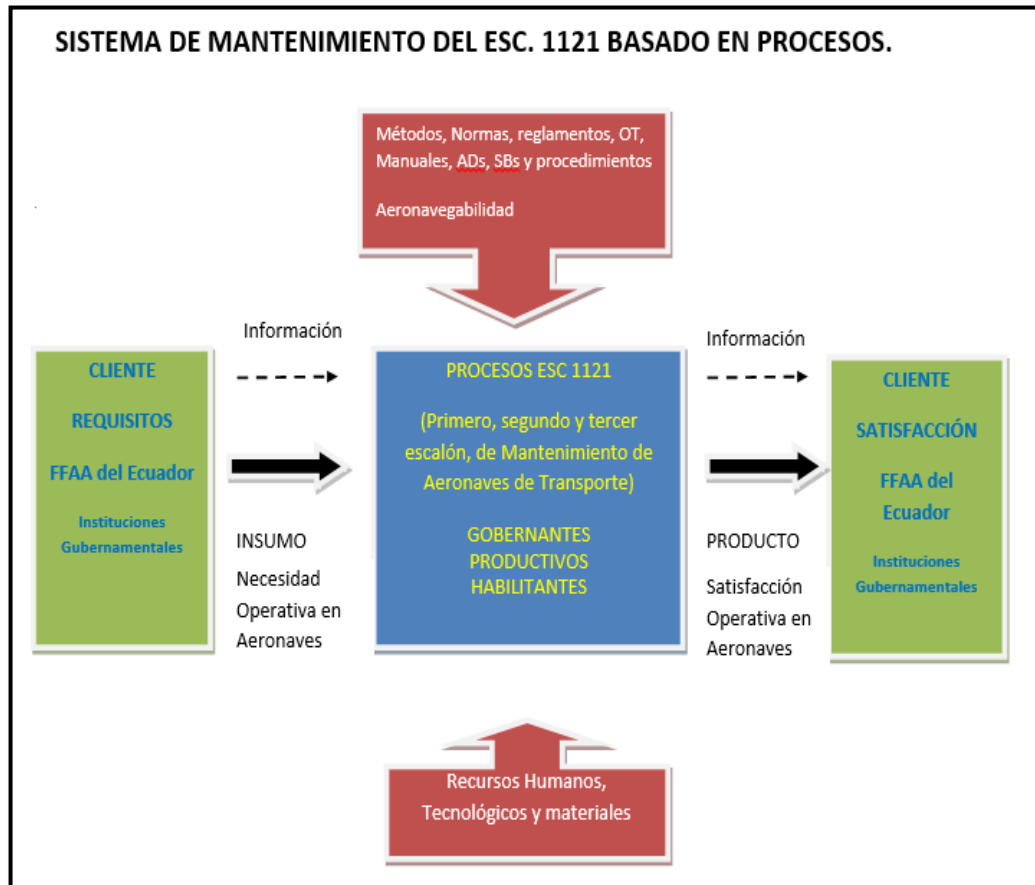 SISTEMA DE MANTENIMIENTO DEL ESC. 1121 BASADO EN PROCESOS.
Métodos, Normas, reglamentos, OT,
Manuales, ADs, SBs y procedimientos
Aeronavegabilidad
CLIENTE
REQUISITOS
FFAA del Ecuador
Instituciones
Gubernamentales
Información
INSUMO
Necesidad
Operativa en
Aeronaves
PROCESOS ESC 1121
(Primero, segundo y tercer
escalón, de Mantenimiento de
Aeronaves de Transporte)
GOBERNANTES
PRODUCTIVOS
HABILITANTES
Información
PRODUCTO
Satisfacción
Operativa en
Aeronaves
CLIENTE
SATISFACCIÓN
FFAA del
Ecuador
Instituciones
Gubernamentales
Recursos Humanos,
Tecnológicos y materiales